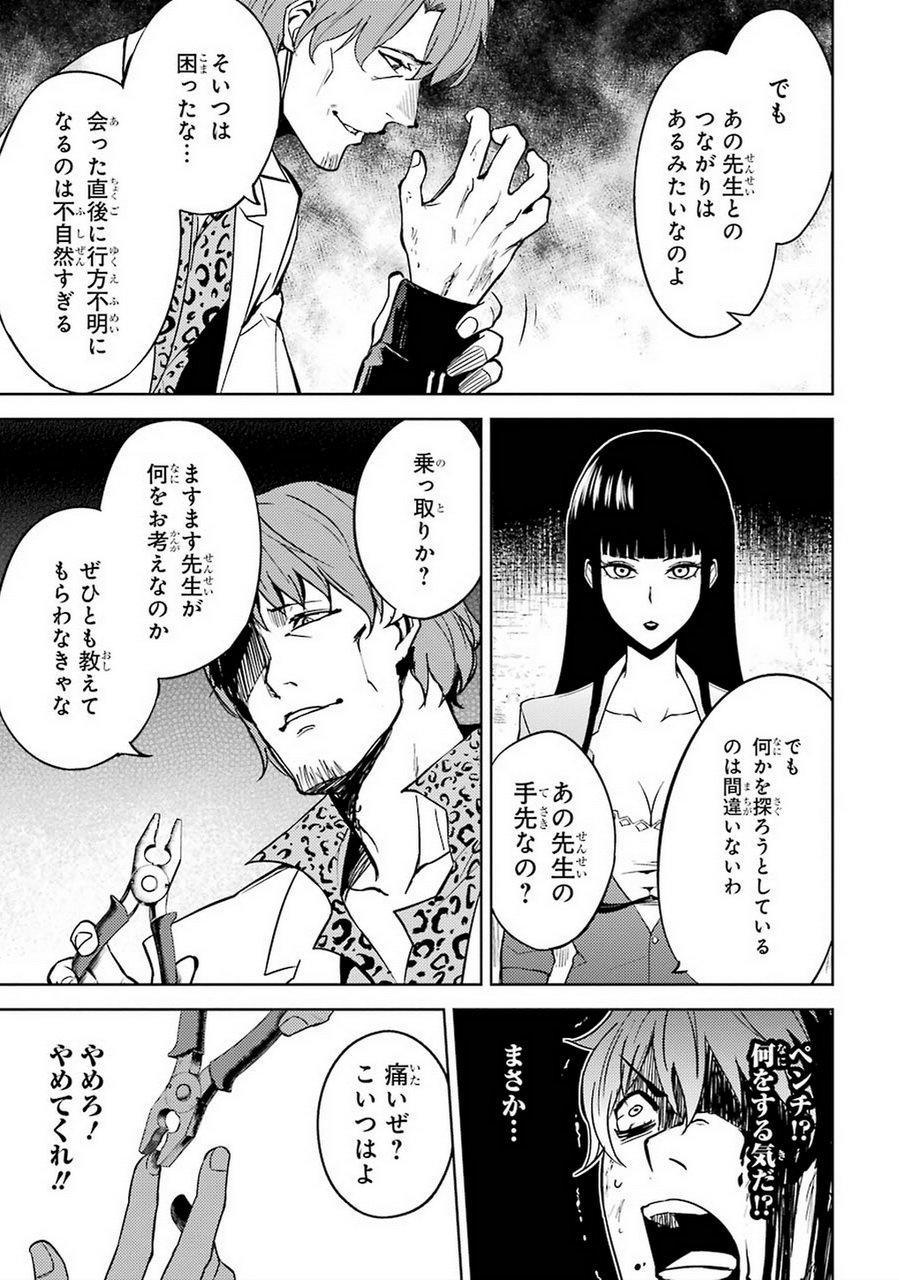 でも
あの先生との
つながりは
あるみたいなのよ
そいつは
困ったな…
会った直後に行方不明に
なるのは不自然すぎる
でも
何かを探ろうとしている
のは間違いないわ
あの先生の
手先なの?
乗っ取りか?
ますます先生が
何をお考えなのか
ぜひとも教えて
もらわなきゃな
ペンチ!?
何をする気だ!?
まさか…
痛いぜ?
こいつはよ
やめろ!
やめてくれ!!